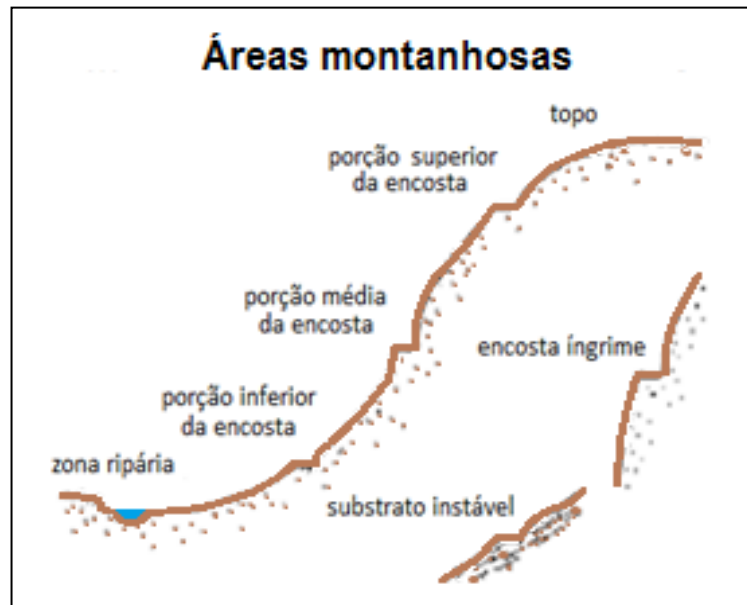 Áreas montanhosas
topo
porção superior
da encosta
porção média
da encosta
encosta íngrime
porção inferior
da encosta
zona ripária
substrato instável